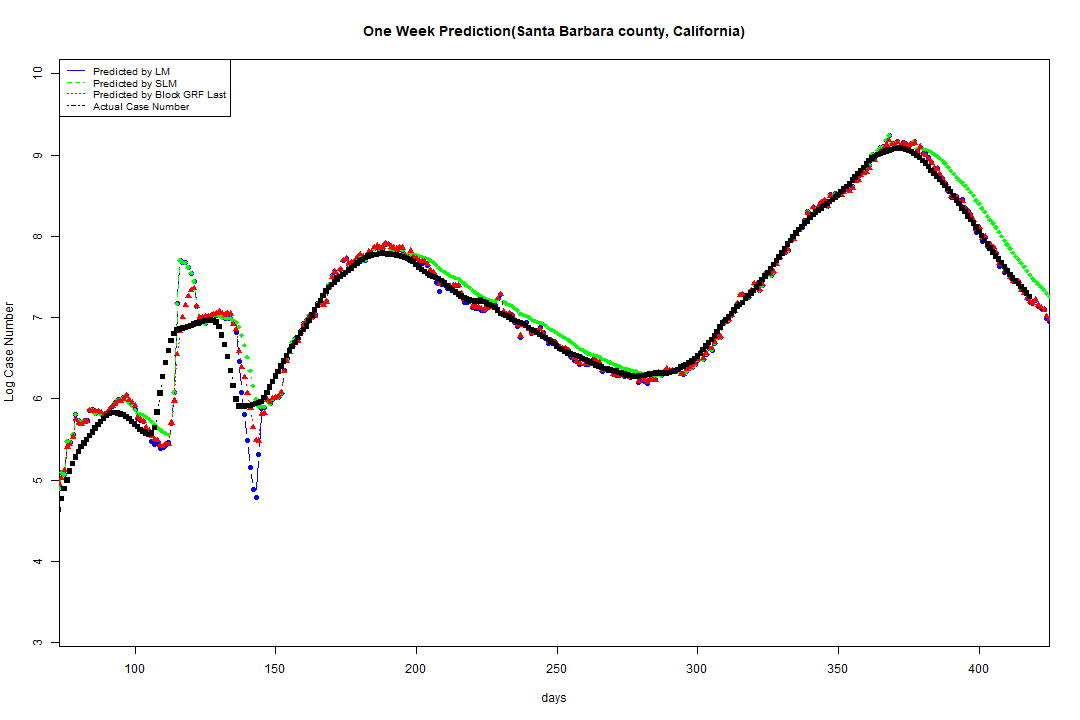 One Week Prediction(Santa Barbara county, California)
Predicted by LM
Predicted by SLM
Predicted by Block GRF Last
Actual Case Number
10
9
8
7
6
5
4
3
Log Case Number
100 150 200 250 300 350 400
days